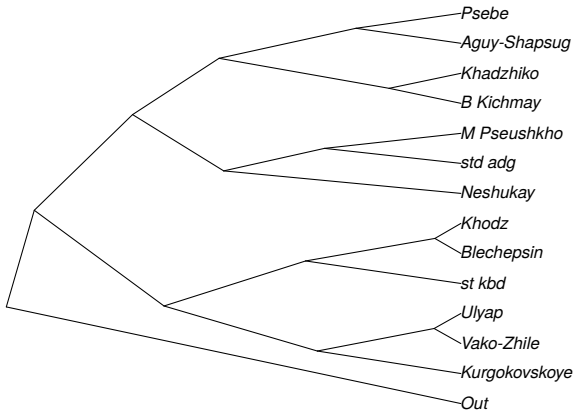 Psebe
Aguy-Shapsug
Khadzhiko
B Kichmay
M Pseushkho
std adg
Neshukay
Khodz
Blechepsin
st kbd
Ulyap
Vako-Zhile
Kurgokovskoye
Out